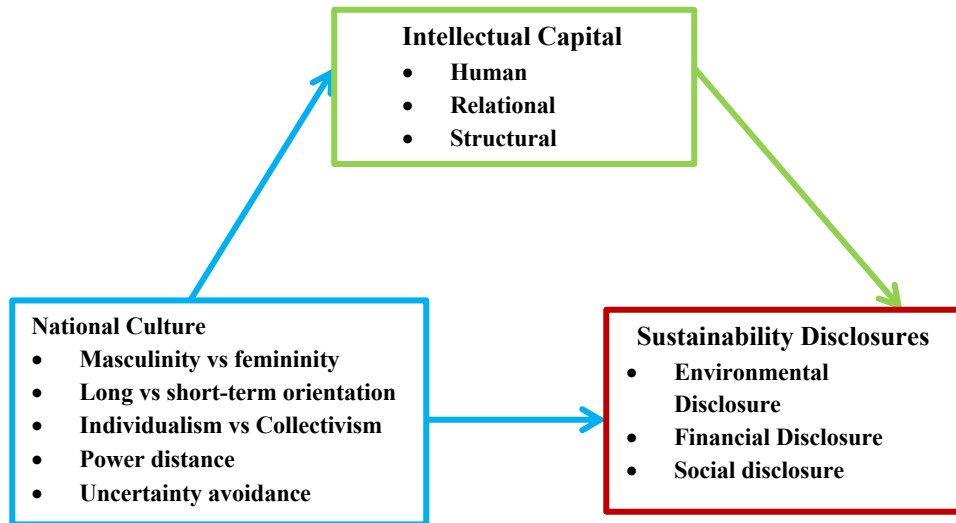 Intellectual Capital
• Human
• Relational
• Structural
National Culture
• Masculinity vs femininity
• Long vs short-term orientation
• Individualism vs Collectivism
• Power distance
• Uncertainty avoidance
Sustainability Disclosures
• Environmental
Disclosure
• Financial Disclosure
• Social disclosure